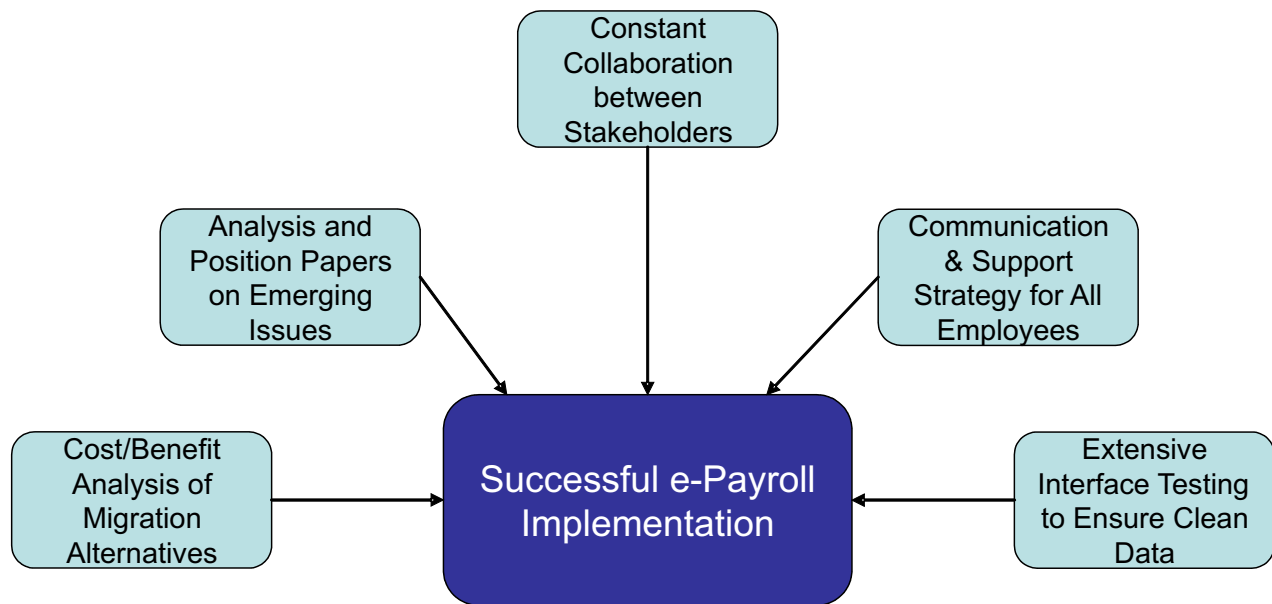 Constant
Collaboration
between
Stakeholders
Analysis and
Position Papers
on Emerging
Issues
Communication
& Support
Strategy for All
Employees
Cost/Benefit
Analysis of
Migration
Alternatives
Successful e-Payroll
Implementation
Extensive
Interface Testing
to Ensure Clean
Data